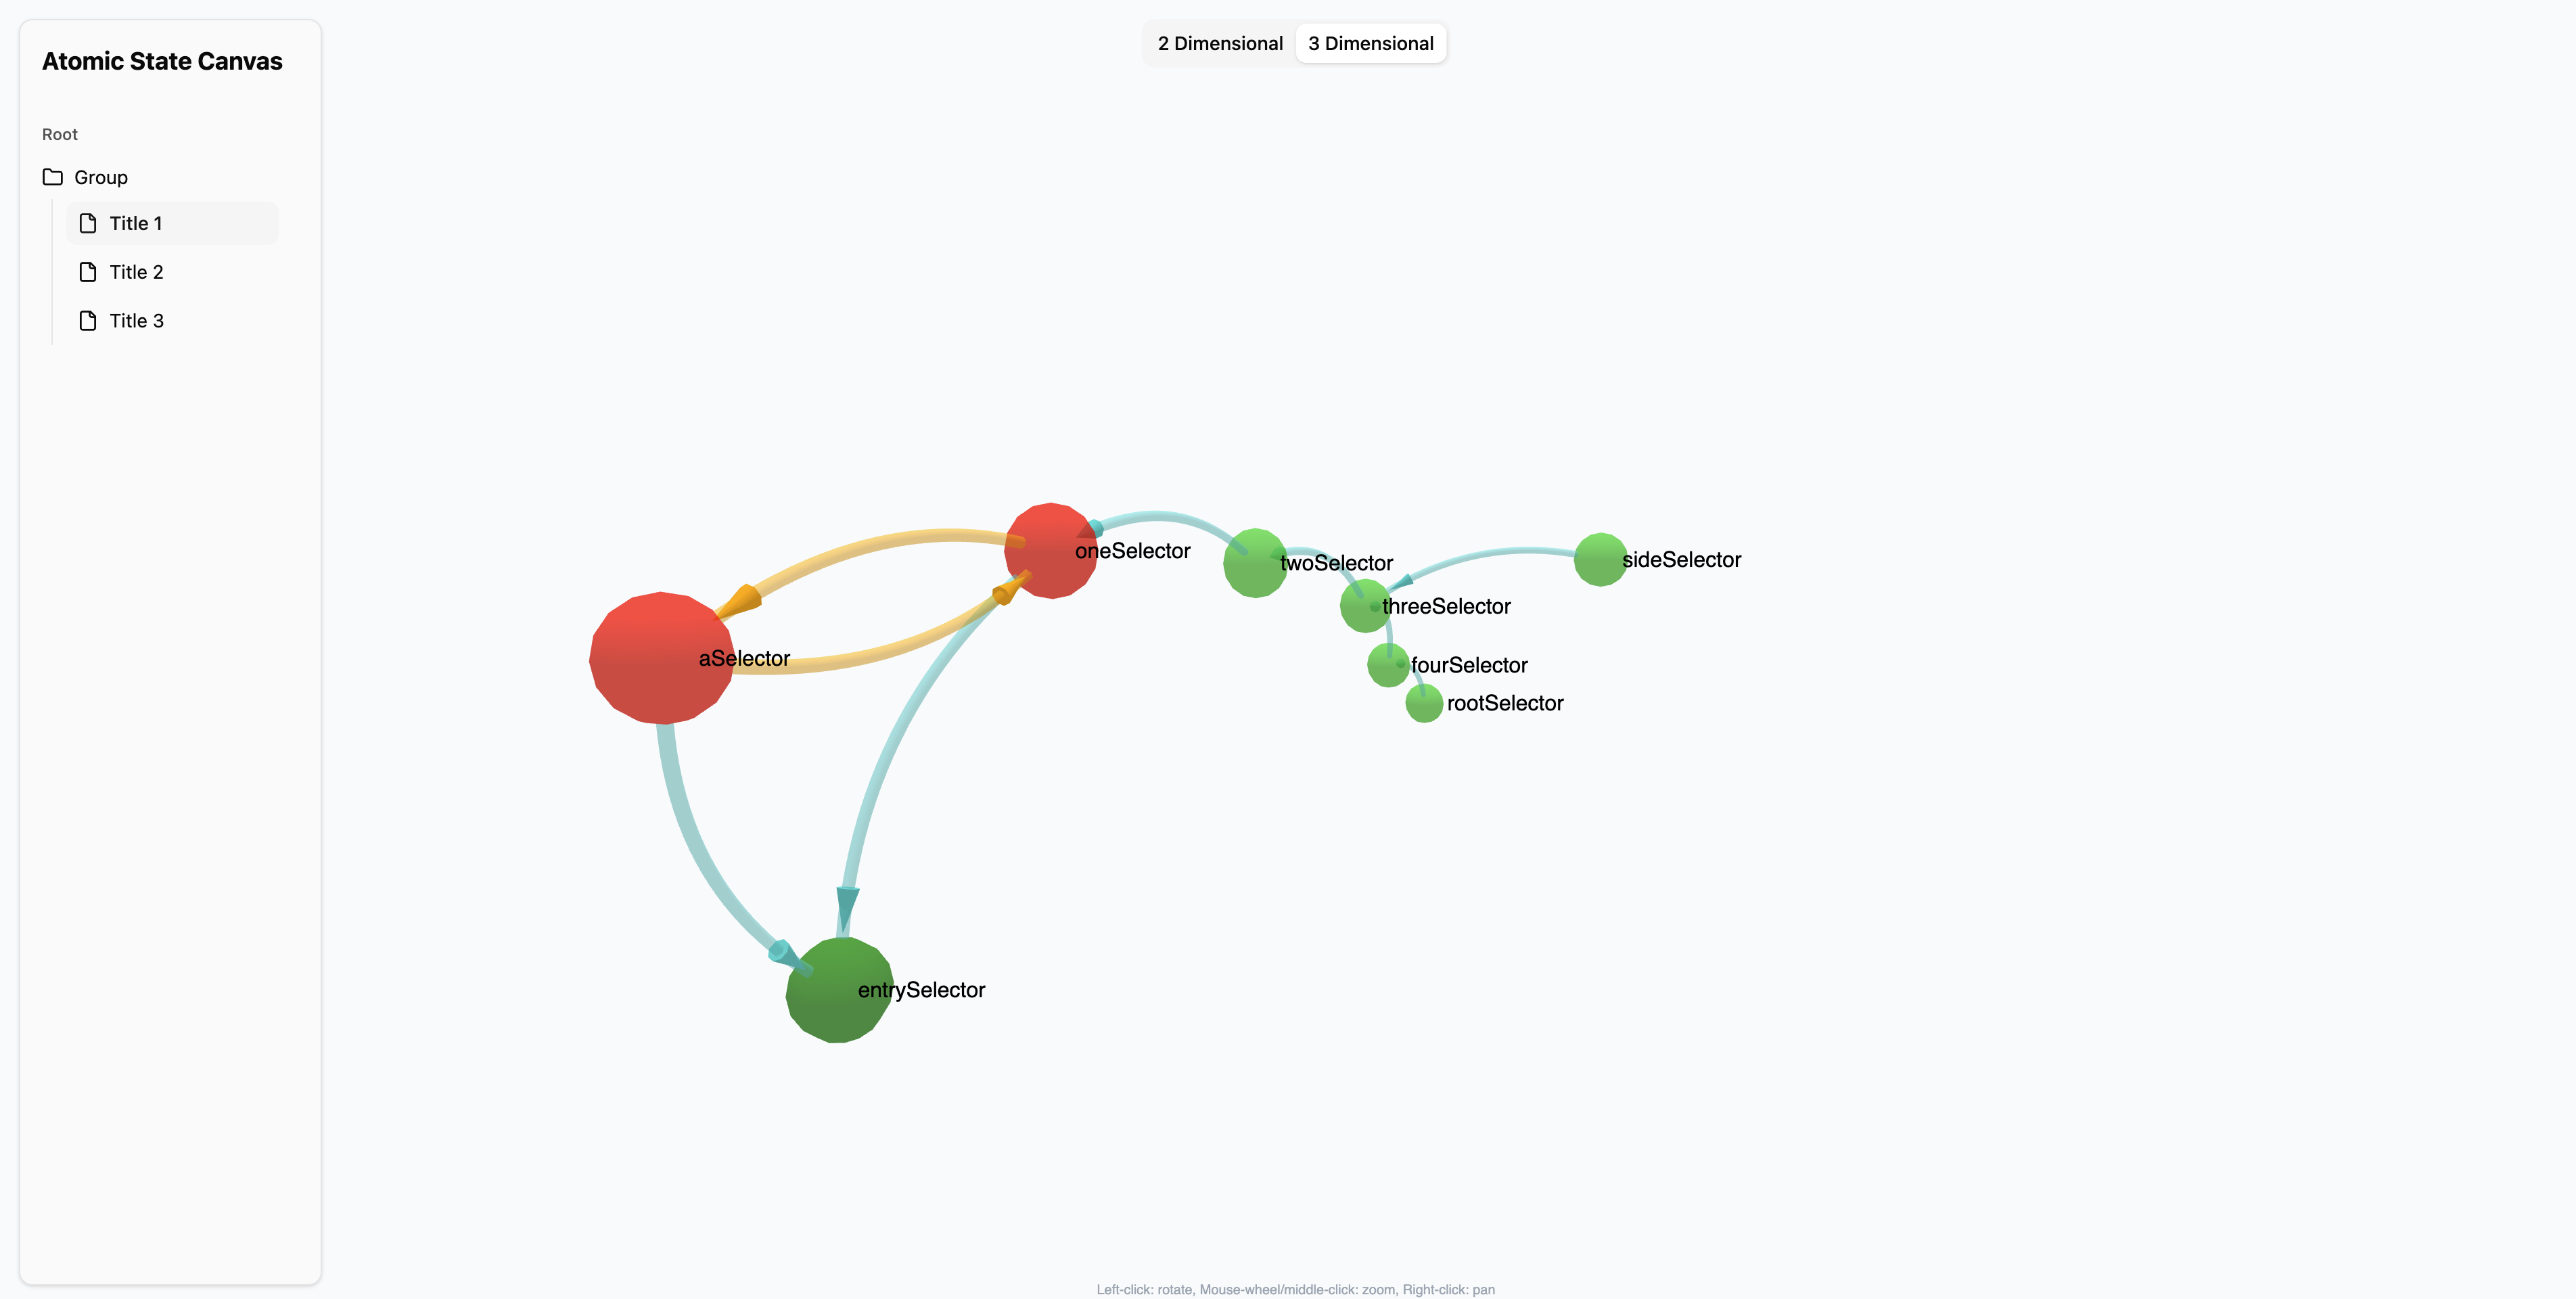 Atomic State Canvas
Root
Group
Title 1
Title 2
Title 3
2 Dimensional
3 Dimensional
oneSelector
twoSelector
sideSelector
threeSelector
aSelector
fourSelector
rootSelector
entrySelector
Left-click: rotate, Mouse-wheel/middle-click: zoom, Right-click: pan